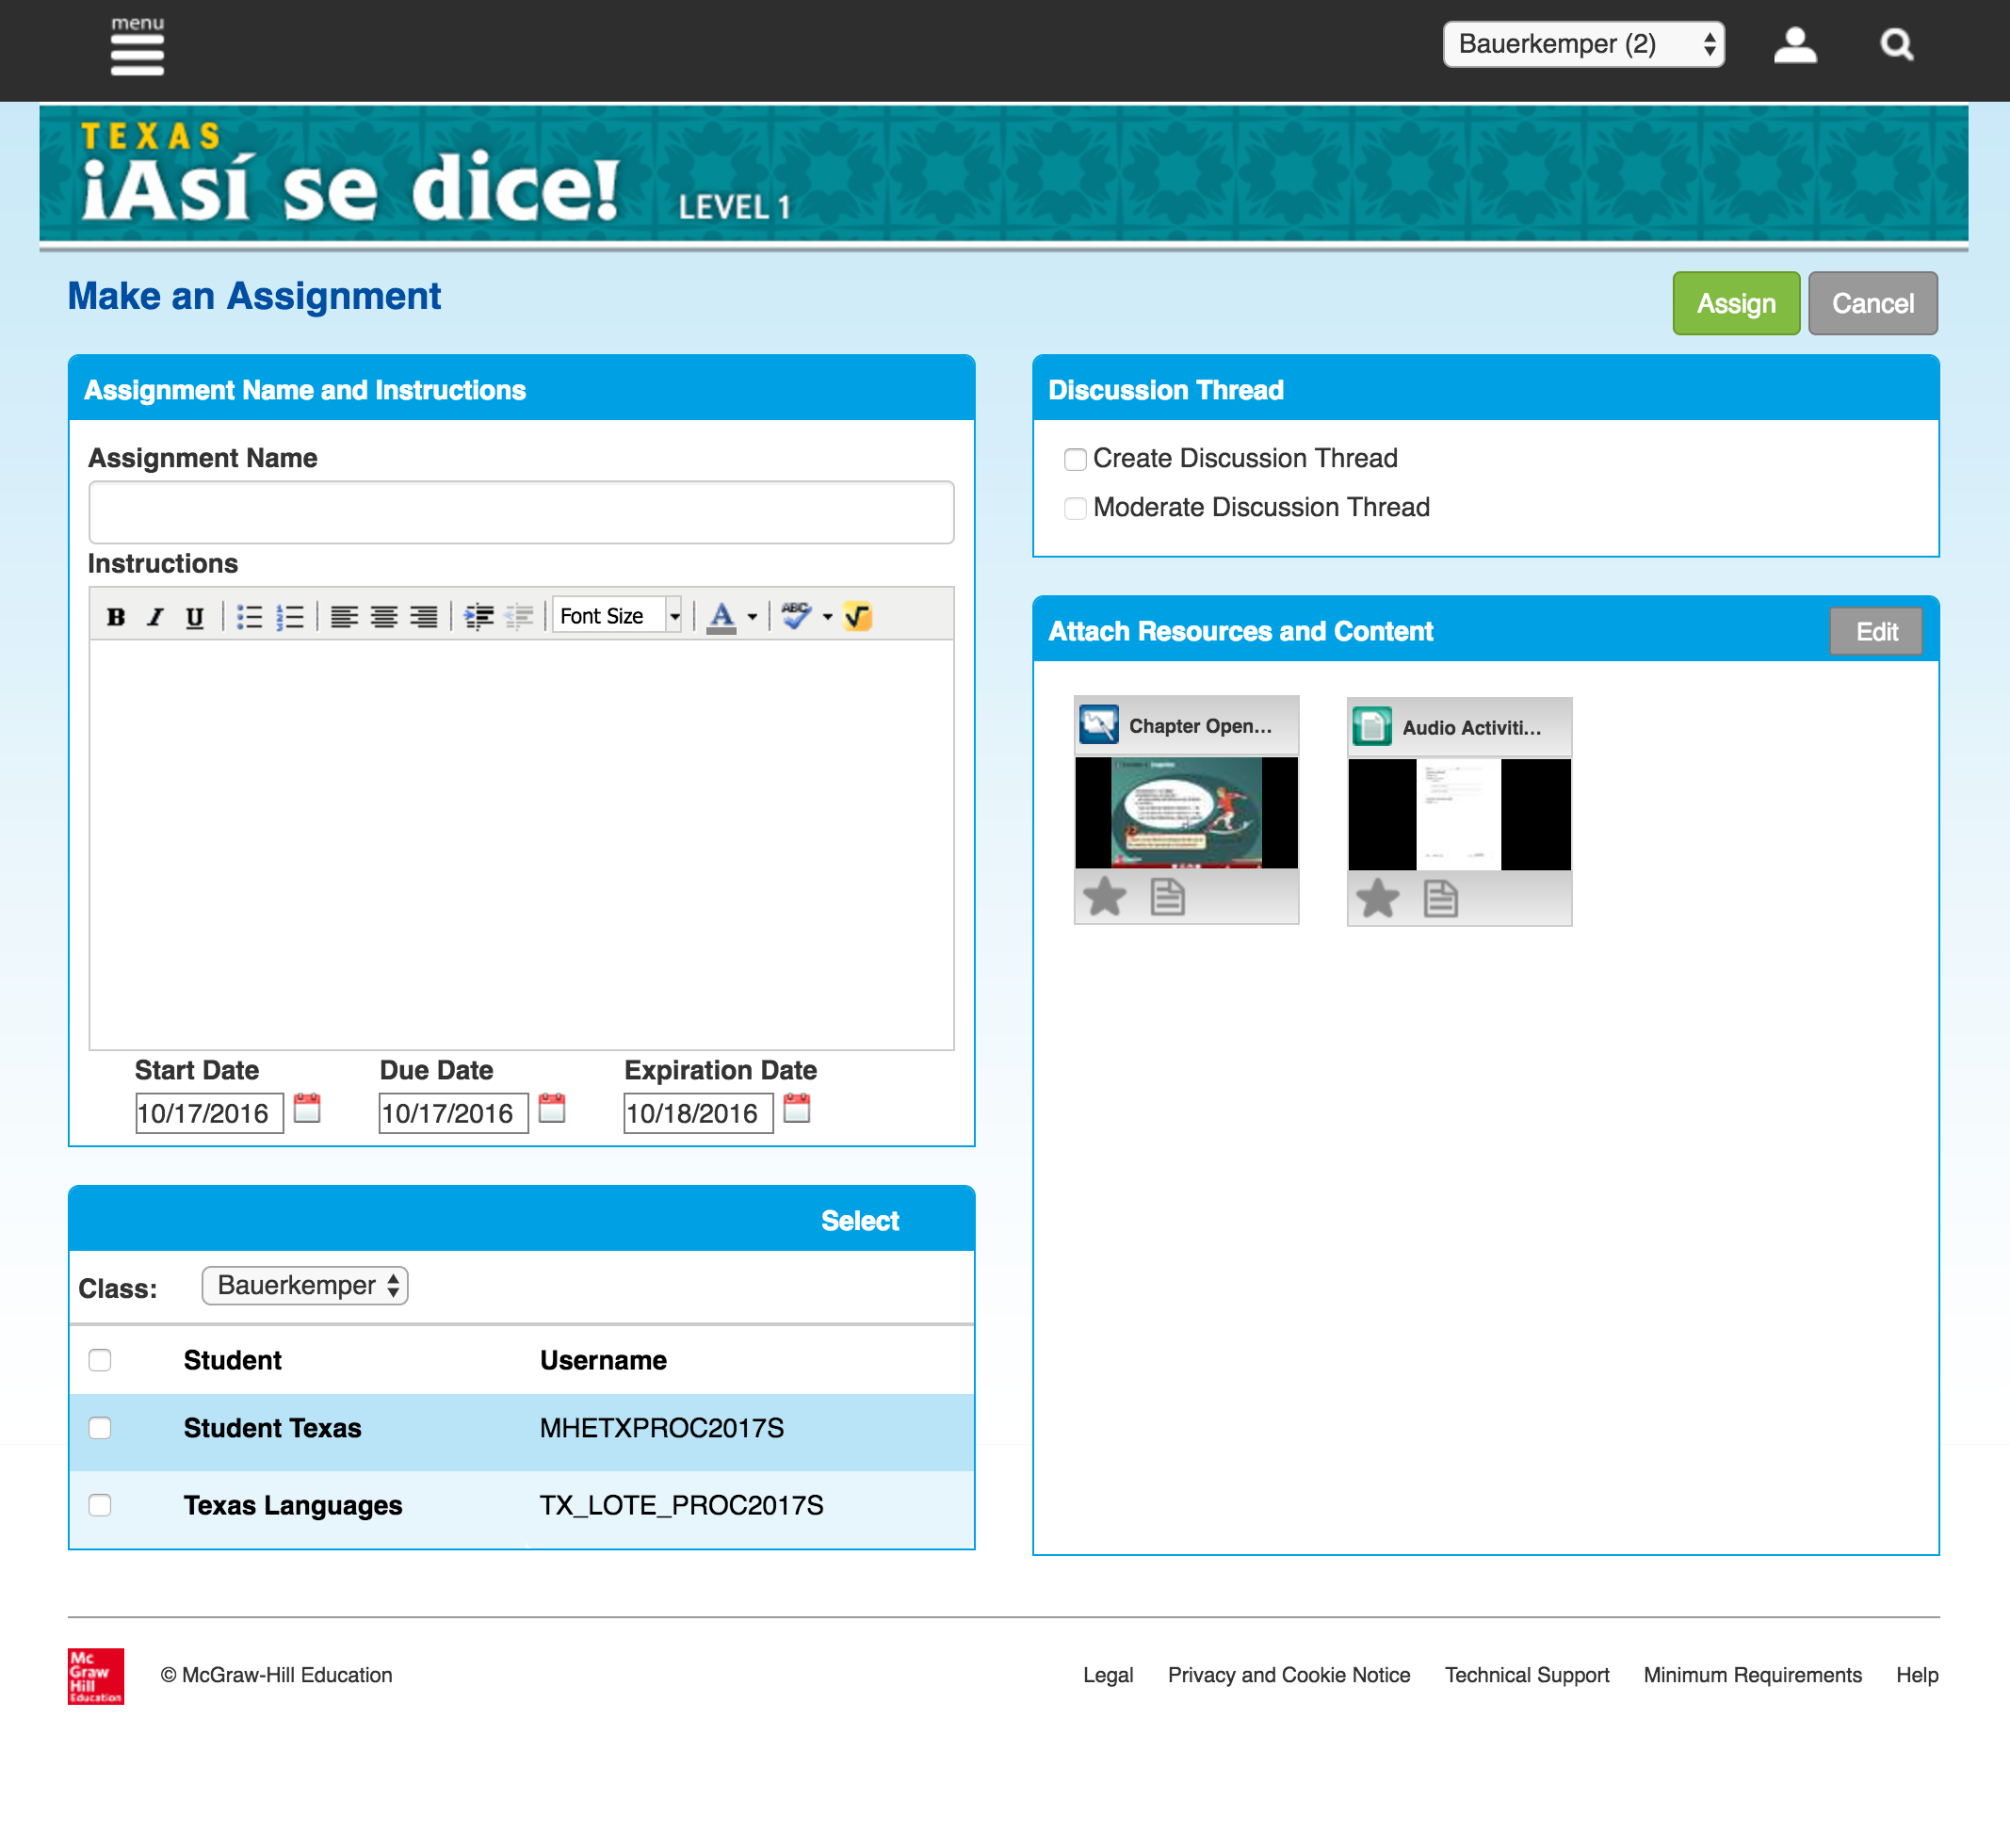 menu
Bauerkemper (2)
TEXAS
¡Así se dice! LEVEL 1
Make an Assignment
Assign Cancel
Assignment Name and Instructions
Assignment Name
Instructions
B I U Font Size A ABC
Start Date Due Date Expiration Date
10/17/2016 10/17/2016 10/18/2016
Select
Class: Bauerkemper
Student Username
Student Texas MHETXPROC2017S
Texas Languages TX_LOTE_PROC2017S
Discussion Thread
Create Discussion Thread
Moderate Discussion Thread
Attach Resources and Content Edit
Chapter Open... Audio Activiti...
Mc
Graw
Hill
Education
© McGraw-Hill Education Legal Privacy and Cookie Notice Technical Support Minimum Requirements Help